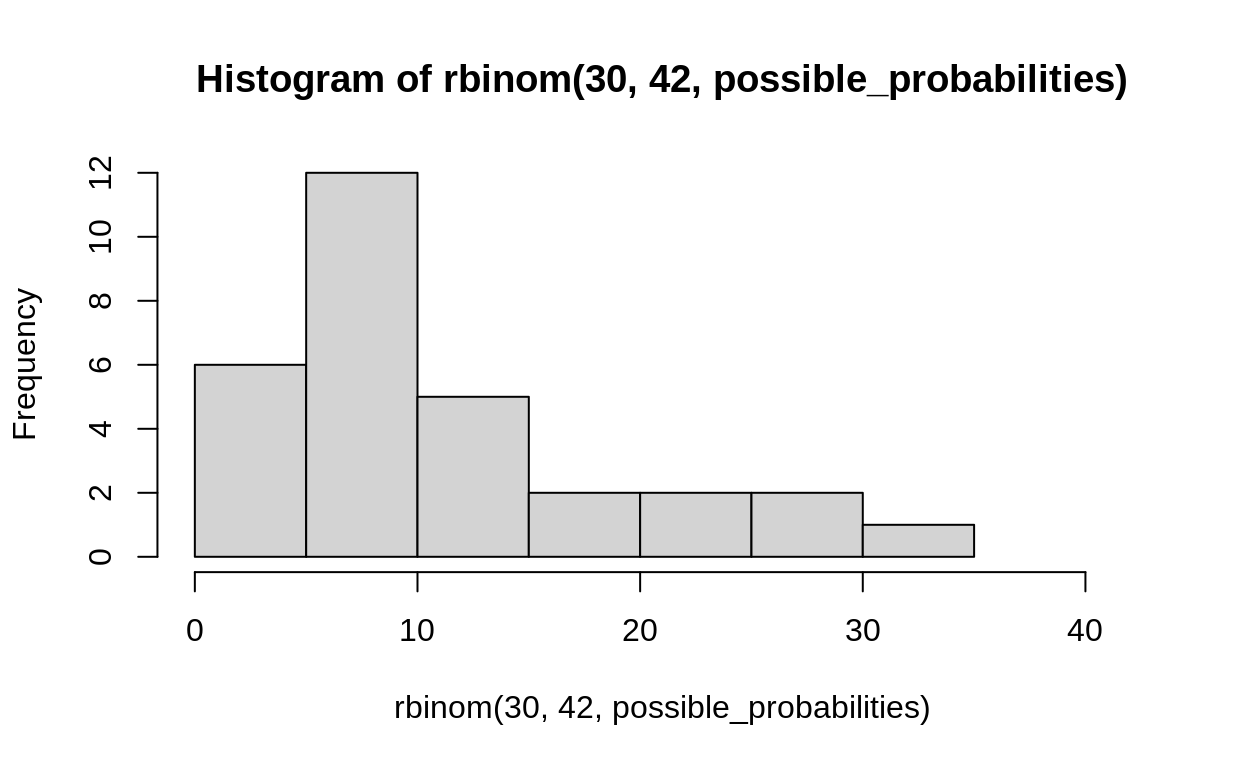 Histogram of rbinom(30, 42, possible_probabilities)
12
10
8
6
4
2
0
Frequency
0 10 20 30 40
rbinom(30, 42, possible_probabilities)